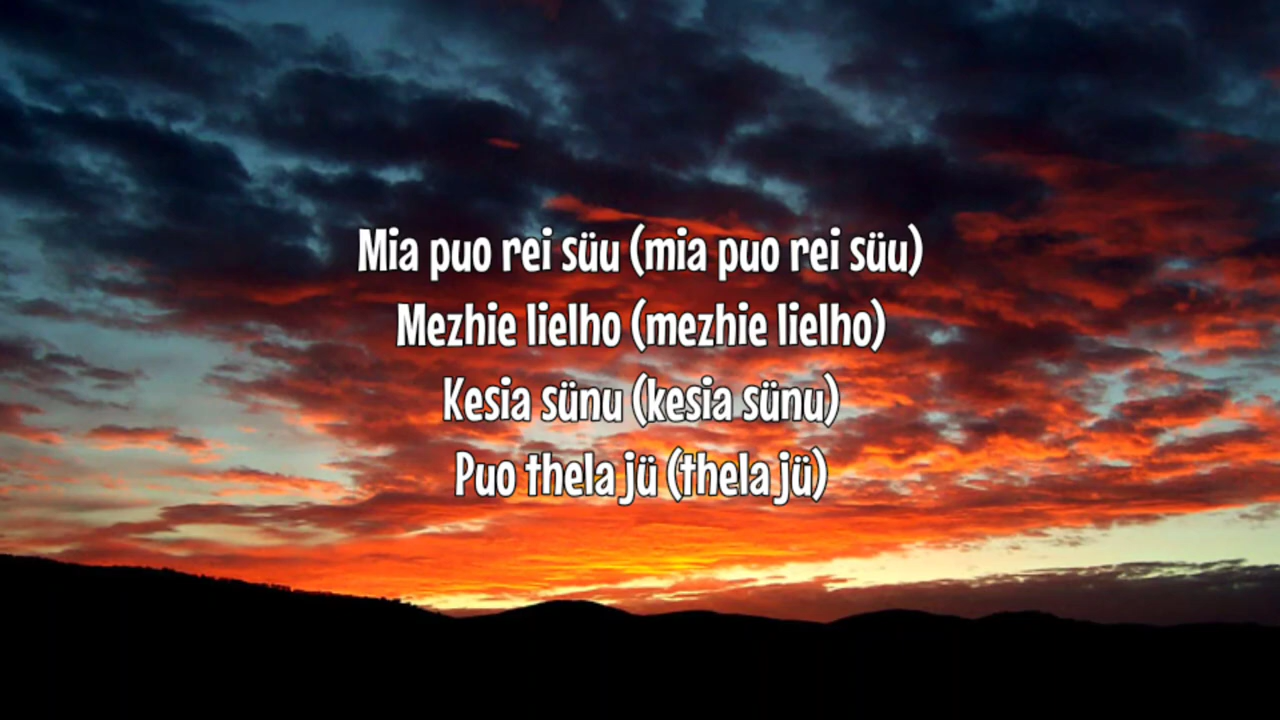 Mia puo rei süu (mia puo rei süu)
Mezhie lielho (mezhie lielho)
Kesia sünu (kesia sünu)
Puo thela jü (thela jü)